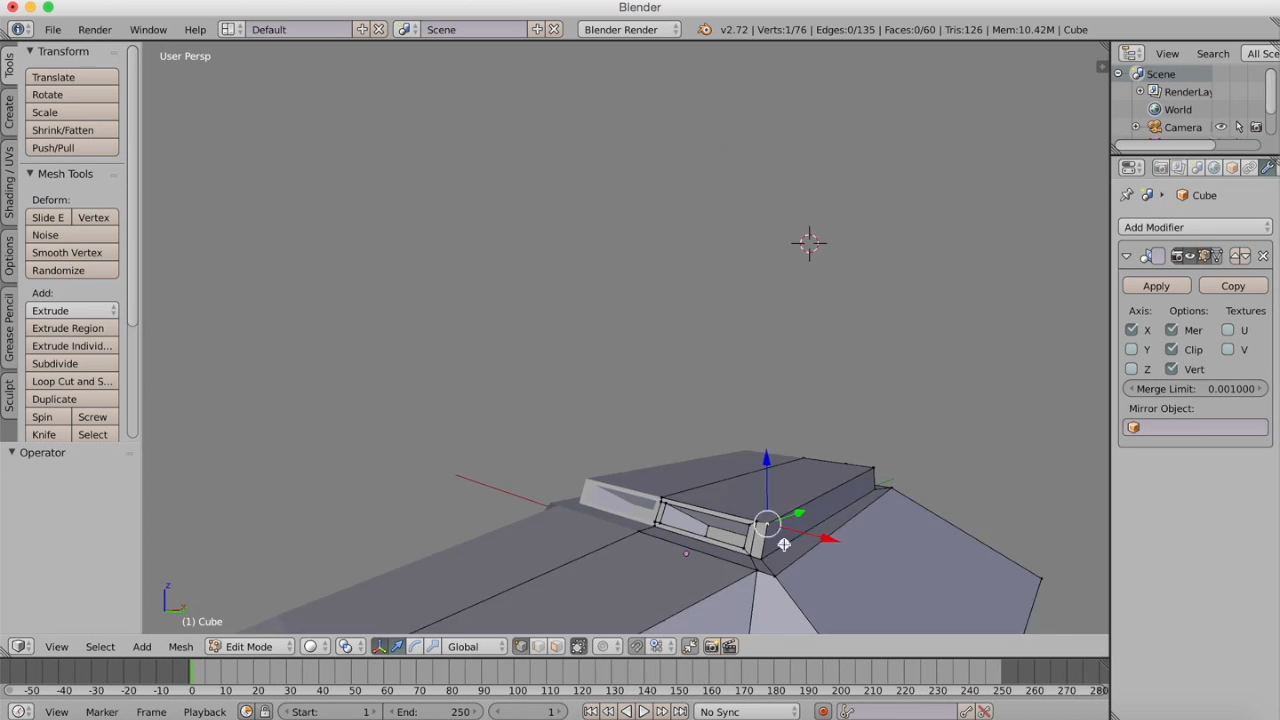 Blender
File Render Window Help Default Scene Blender Render v2.72 | Verts:1/76 | Edges:0/135 | Faces:0/60 | Tris:126 | Mem:10.42M | Cube
Tools
Create
Shading / UVs
Options
Grease Pencil
Sculpt
Transform
Translate
Rotate
Scale
Shrink/Fatten
Push/Pull
Mesh Tools
Deform:
Slide E Vertex
Noise
Smooth Vertex
Randomize
Add:
Extrude
Extrude Region
Extrude Individ...
Subdivide
Loop Cut and S...
Duplicate
Spin Screw
Knife Select
Operator
User Persp
z
(1) Cube
View Search All Sce
Scene
RenderLay
World
Camera
Cube
Add Modifier
Apply Copy
Axis: Options: Textures
X Mer U
Y Clip V
Z Vert
Merge Limit: 0.001000
Mirror Object:
View Select Add Mesh Edit Mode Global
-50 -40 -30 -20 -10 0 10 20 30 40 50 60 70 80 90 100 110 120 130 140 150 160 170 180 190 200 210 220 230 240 250 260 270 280
View Marker Frame Playback Start: 1 End: 250 1 No Sync